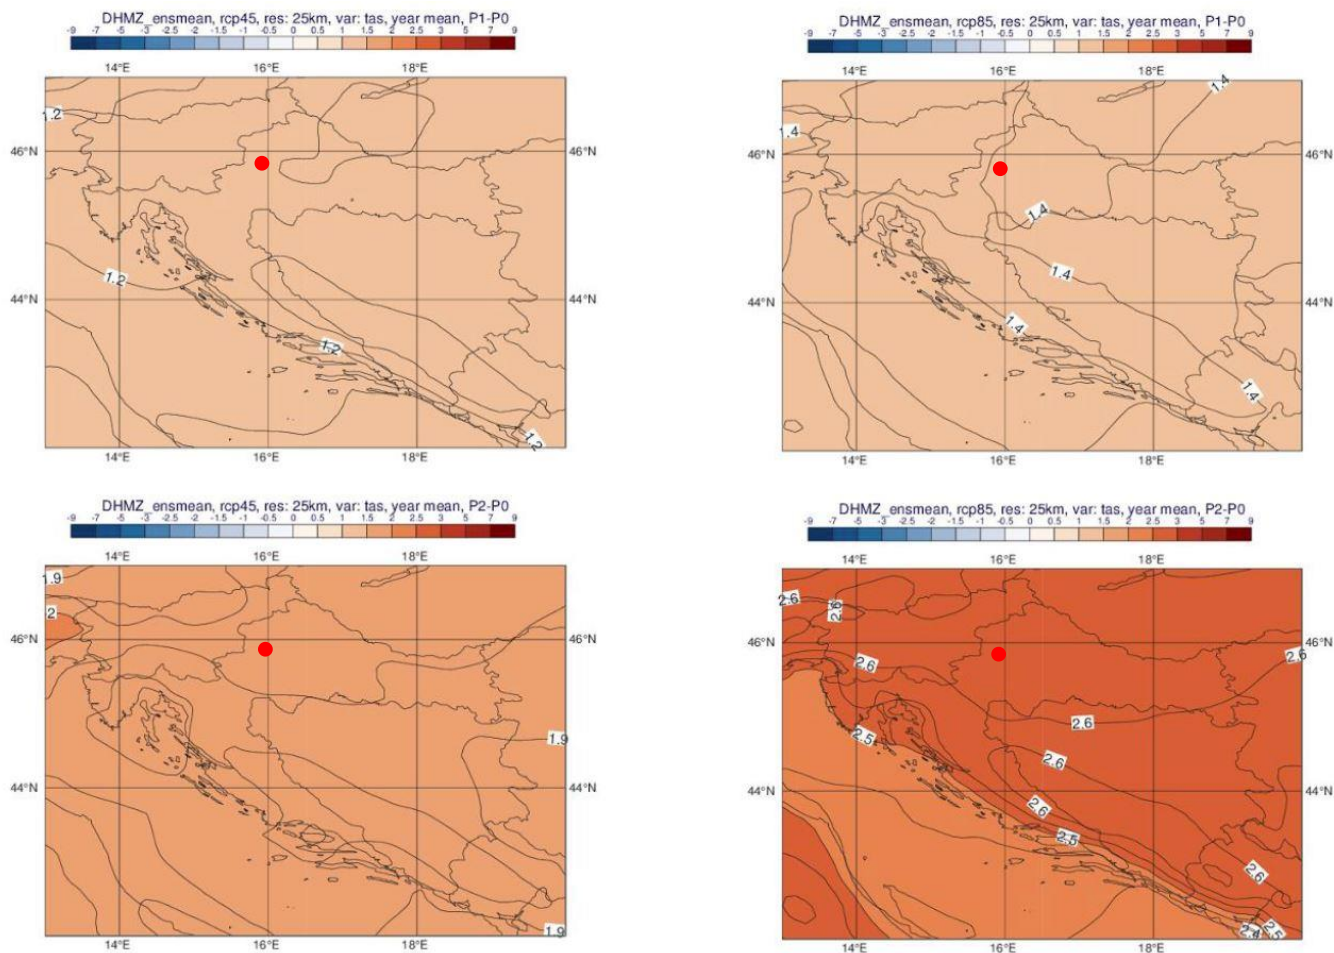 DHMZ_ensmean, rcp45, res: 25km, var: tas, year mean, P1-P0
-9 -7 -5 -3 -2.5 -2 -1.5 -1 -0.5 0 0.5 1 1.5 2 2.5 3 5 7 9
14°E 16°E 18°E
1.2
46°N 46°N
1.2
44°N 44°N
1.2
1.2
14°E 16°E 18°E
DHMZ_ensmean, rcp85, res: 25km, var: tas, year mean, P1-P0
-9 -7 -5 -3 -2.5 -2 -1.5 -1 -0.5 0 0.5 1 1.5 2 2.5 3 5 7 9
14°E 16°E 18°E
1.4
1.4
46°N 46°N
1.4
1.4
44°N 44°N
1.4
1.4
14°E 16°E 18°E
DHMZ_ensmean, rcp45, res: 25km, var: tas, year mean, P2-P0
-9 -7 -5 -3 -2.5 -2 -1.5 -1 -0.5 0 0.5 1 1.5 2 2.5 3 5 7 9
14°E 16°E 18°E
1.9
2
46°N 46°N
1.9
44°N 44°N
1.9
14°E 16°E 18°E
DHMZ_ensmean, rcp85, res: 25km, var: tas, year mean, P2-P0
-9 -7 -5 -3 -2.5 -2 -1.5 -1 -0.5 0 0.5 1 1.5 2 2.5 3 5 7 9
14°E 16°E 18°E
2.6 2.6
46°N 46°N
2.6 2.6
2.6
2.5
2.6
44°N 44°N
2.6
2.5
2.6
2.5
2.4
14°E 16°E 18°E